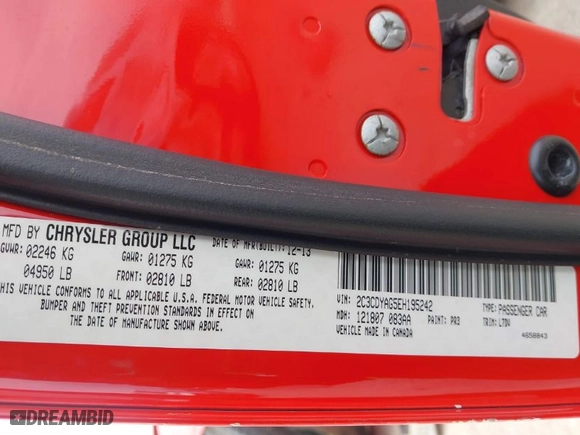 MFD BY CHRYSLER GROUP LLC DATE OF MFR(BUILT): 12-13
GVWR: 02246 KG GAWR: 01275 KG GAWR: 01275 KG
04950 LB FRONT: 02810 LB REAR: 02810 LB
THIS VEHICLE CONFORMS TO ALL APPLICABLE U.S.A. FEDERAL MOTOR VEHICLE SAFETY,
BUMPER AND THEFT PREVENTION STANDARDS IN EFFECT ON
THE DATE OF MANUFACTURE SHOWN ABOVE.
VIN: 2C3CDYAG5EH195242 TYPE: PASSENGER CAR
MDH: 121807 083AA PAINT: PR3 TRIM: LTDV
VEHICLE MADE IN CANADA 4658843
DREAMBID